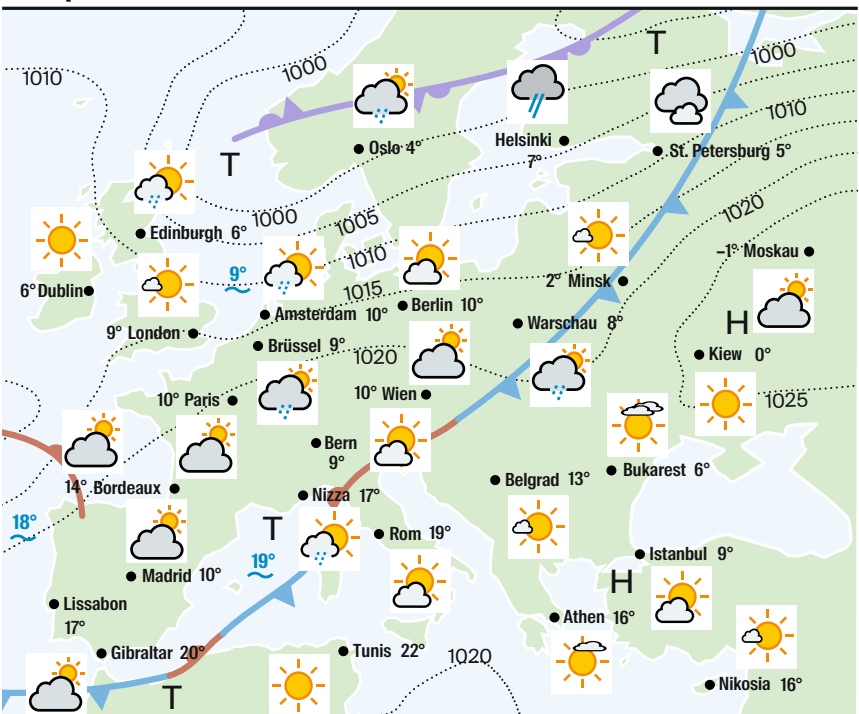 T
1010
1000
1000
1010
Oslo 4°
Helsinki
7°
St. Petersburg 5°
T
1000
1005
1010
1015
1020
1020
Edinburgh 6°
9°
-1° Moskau
6° Dublin
2° Minsk
Amsterdam 10°
Berlin 10°
9° London
Warschau 8°
H
Brüssel 9°
Kiew 0°
10° Paris
10° Wien
1025
Bern
9°
Belgrad 13°
Bukarest 6°
14° Bordeaux
Nizza 17°
18°
T
Rom 19°
19°
Istanbul 9°
Madrid 10°
H
Lissabon
17°
Athen 16°
Gibraltar 20°
Tunis 22°
1020
Nikosia 16°
T